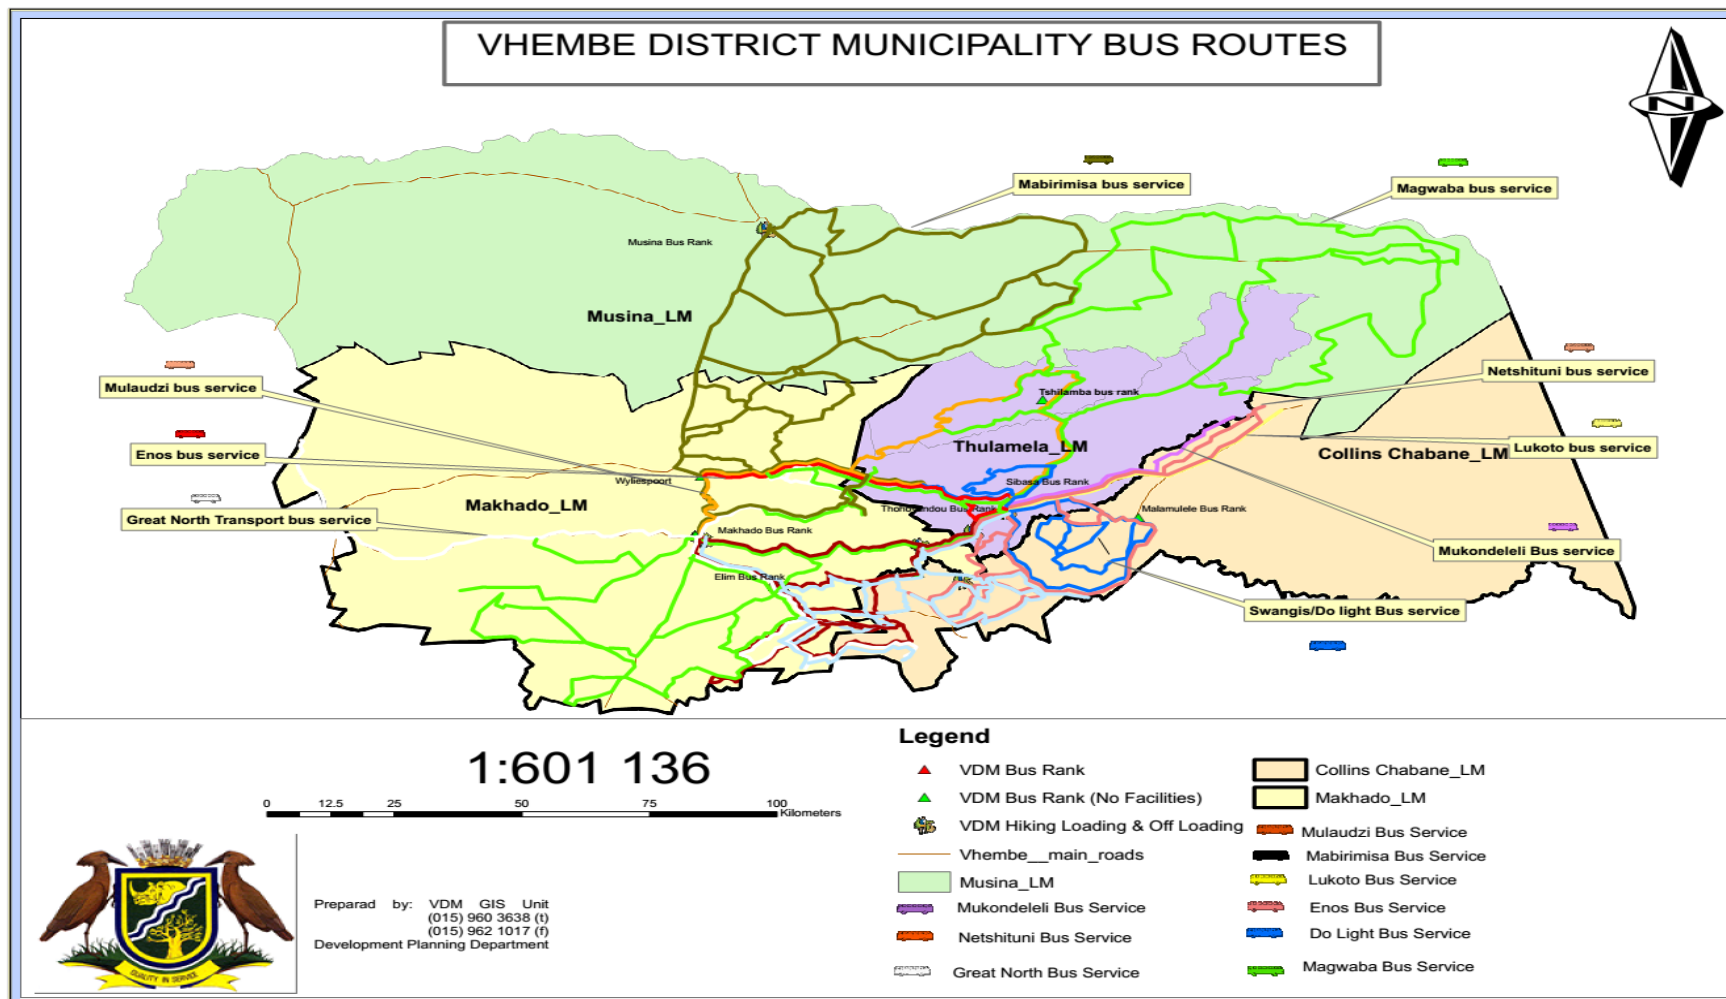 VHEMBE DISTRICT MUNICIPALITY BUS ROUTES
N
Mabirimisa bus service
Magwaba bus service
Musina Bus Rank
Musina_LM
Mulaudzi bus service
Netshituni bus service
Tshilamba bus rank
Enos bus service
Thulamela_LM
Collins Chabane_LM
Lukoto bus service
Wyliespoort
Sibasa Bus Rank
Makhado_LM
Thohoyandou Bus Rank
Malamulele Bus Rank
Great North Transport bus service
Makhado Bus Rank
Mukondeleli Bus service
Elim Bus Rank
Swangis/Do light Bus service
1:601 136
0 12.5 25 50 75 100
Kilometers
Legend
VDM Bus Rank
VDM Bus Rank (No Facilities)
VDM Hiking Loading & Off Loading
Vhembe__main_roads
Musina_LM
Mukondeleli Bus Service
Netshituni Bus Service
Great North Bus Service
Collins Chabane_LM
Makhado_LM
Mulaudzi Bus Service
Mabirimisa Bus Service
Lukoto Bus Service
Enos Bus Service
Do Light Bus Service
Magwaba Bus Service
QUALITY IN SERVICE
Preparad by: VDM GIS Unit
(015) 960 3638 (t)
(015) 962 1017 (f)
Development Planning Department